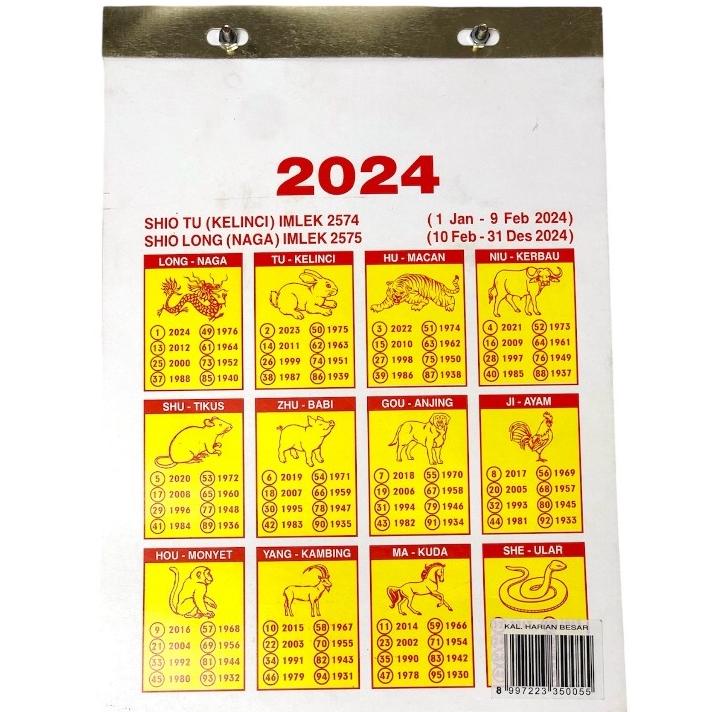 2024
SHIO TU (KELINCI) IMLEK 2574 (1 Jan - 9 Feb 2024)
SHIO LONG (NAGA) IMLEK 2575 (10 Feb - 31 Des 2024)
LONG - NAGA
1 2024 49 1976
13 2012 61 1964
25 2000 73 1952
37 1988 85 1940
TU - KELINCI
2 2023 50 1975
14 2011 62 1963
26 1999 74 1951
38 1987 86 1939
HU - MACAN
3 2022 51 1974
15 2010 63 1962
27 1998 75 1950
39 1986 87 1938
NIU - KERBAU
4 2021 52 1973
16 2009 64 1961
28 1997 76 1949
40 1985 88 1937
SHU - TIKUS
5 2020 53 1972
17 2008 65 1960
29 1996 77 1948
41 1984 89 1936
ZHU - BABI
6 2019 54 1971
18 2007 66 1959
30 1995 78 1947
42 1983 90 1935
GOU - ANJING
7 2018 55 1970
19 2006 67 1958
31 1994 79 1946
43 1982 91 1934
JI - AYAM
8 2017 56 1969
20 2005 68 1957
32 1993 80 1945
44 1981 92 1933
HOU - MONYET
9 2016 57 1968
21 2004 69 1956
33 1992 81 1944
45 1980 93 1932
YANG - KAMBING
10 2015 58 1967
22 2003 70 1955
34 1991 82 1943
46 1979 94 1931
MA - KUDA
11 2014 59 1966
23 2002 71 1954
35 1990 83 1942
47 1978 95 1930
SHE - ULAR
KAL. HARIAN BESAR
8 997223 350055